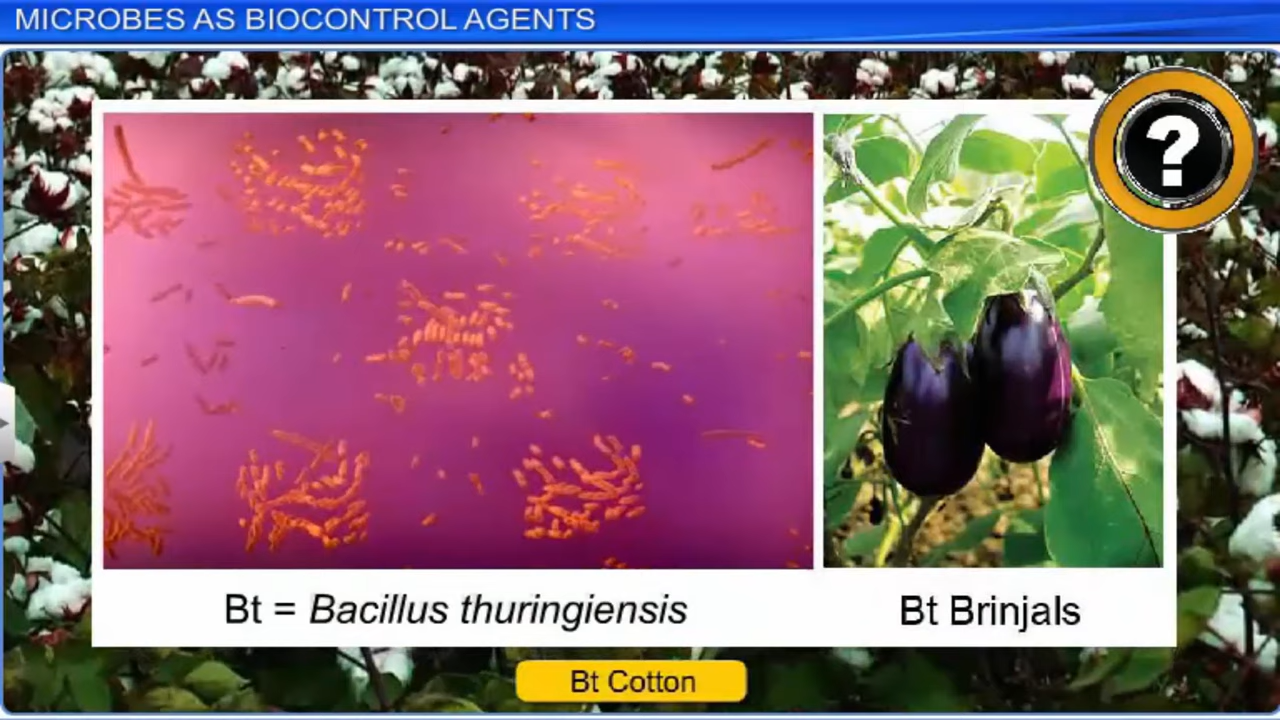 MICROBES AS BIOCONTROL AGENTS
?
Bt = Bacillus thuringiensis
Bt Brinjals
Bt Cotton